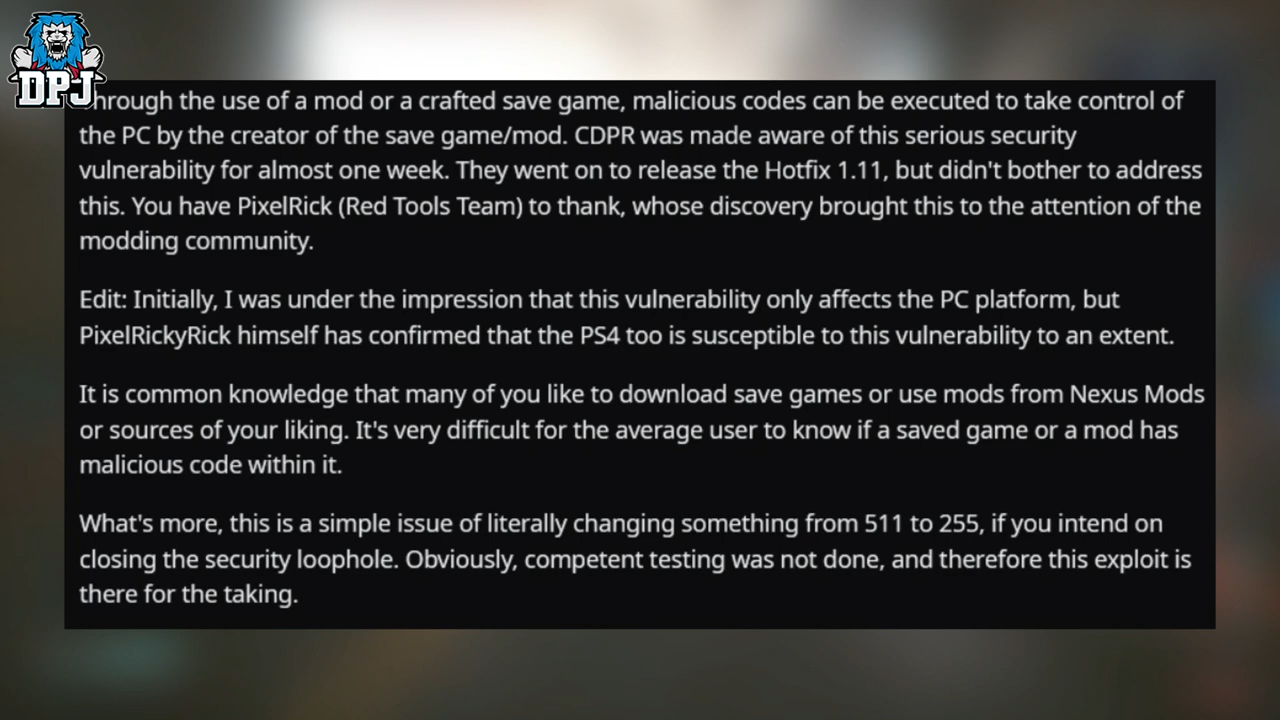 DPJ
Through the use of a mod or a crafted save game, malicious codes can be executed to take control of
the PC by the creator of the save game/mod. CDPR was made aware of this serious security
vulnerability for almost one week. They went on to release the Hotfix 1.11, but didn't bother to address
this. You have PixelRick (Red Tools Team) to thank, whose discovery brought this to the attention of the
modding community.
Edit: Initially, I was under the impression that this vulnerability only affects the PC platform, but
PixelRickyRick himself has confirmed that the PS4 too is susceptible to this vulnerability to an extent.
It is common knowledge that many of you like to download save games or use mods from Nexus Mods
or sources of your liking. It's very difficult for the average user to know if a saved game or a mod has
malicious code within it.
What's more, this is a simple issue of literally changing something from 511 to 255, if you intend on
closing the security loophole. Obviously, competent testing was not done, and therefore this exploit is
there for the taking.